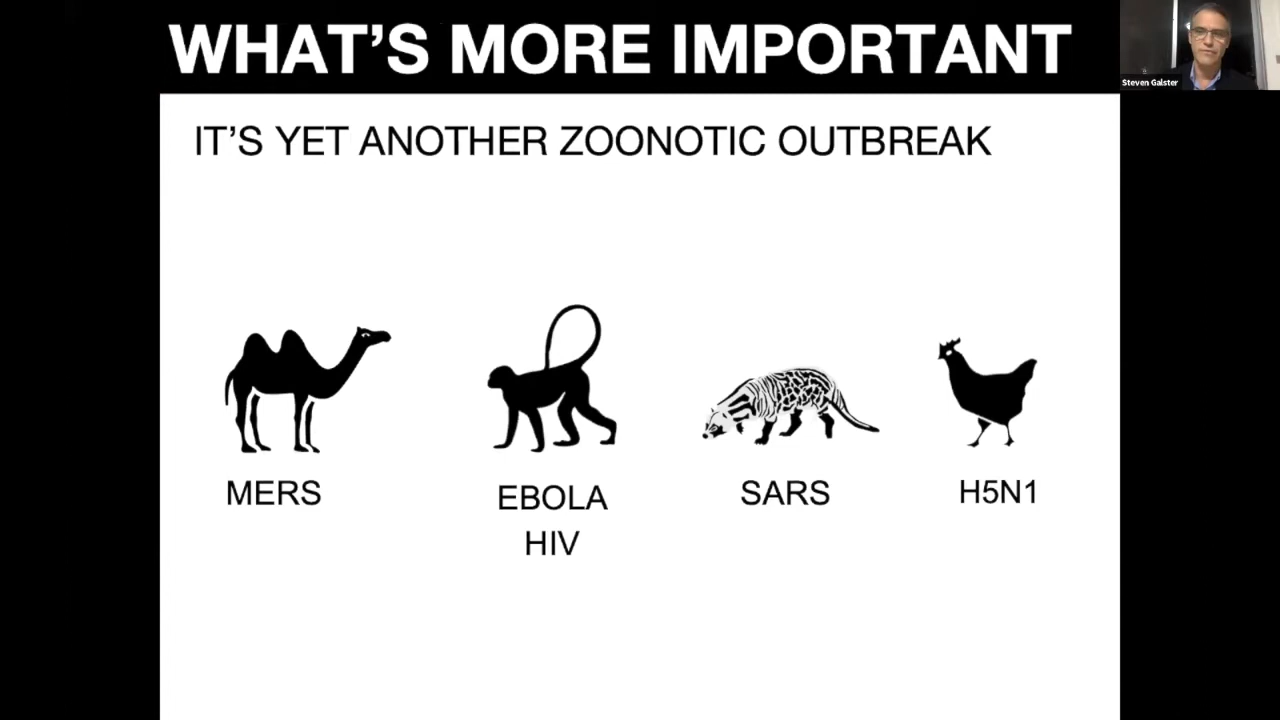 WHAT'S MORE IMPORTANT
Steven Galster
IT'S YET ANOTHER ZOONOTIC OUTBREAK
MERS
EBOLA
HIV
SARS
H5N1